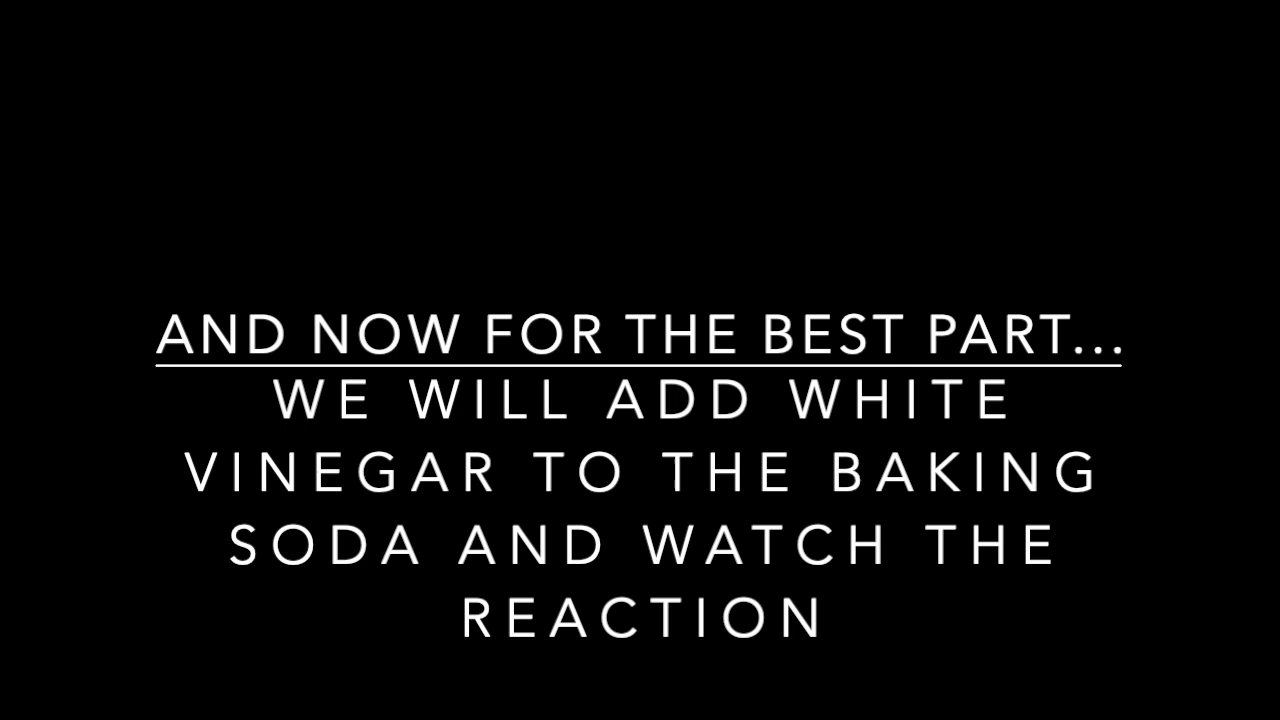 AND NOW FOR THE BEST PART...
WE WILL ADD WHITE
VINEGAR TO THE BAKING
SODA AND WATCH THE
REACTION